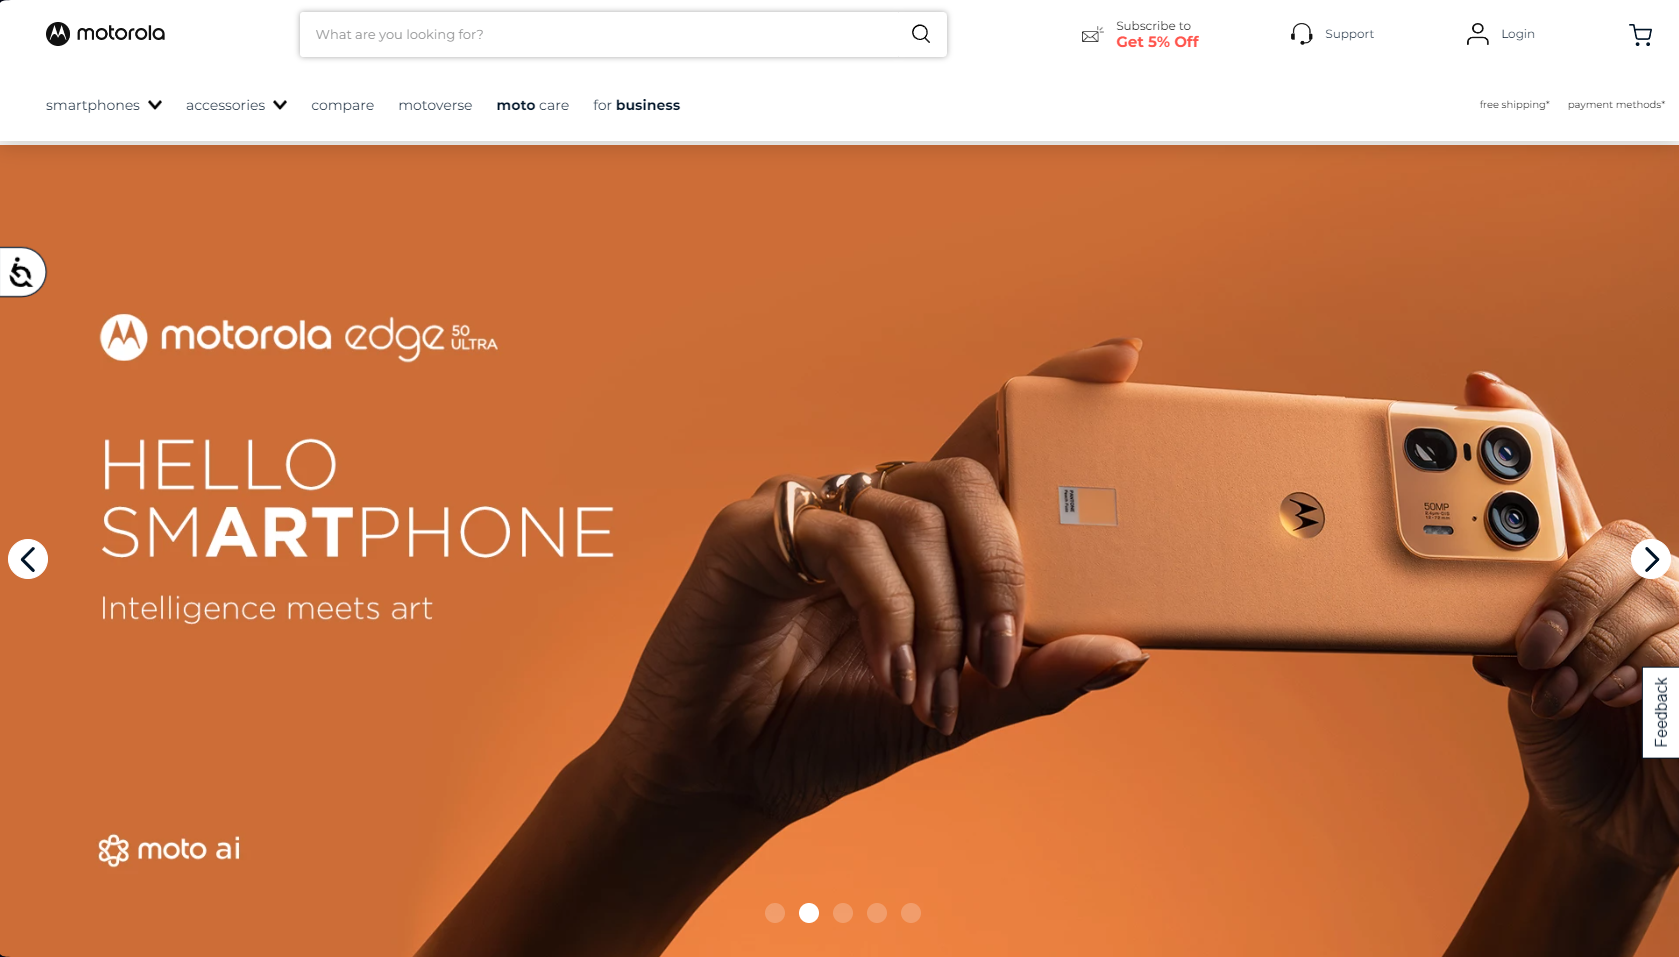 motorola
What are you looking for?
Subscribe to
Get 5% Off
Support
Login
smartphones
accessories
compare
motoverse
moto care
for business
free shipping*
payment methods*
motorola edge 50 ULTRA
HELLO
SMARTPHONE
Intelligence meets art
PANTONE
50MP
Feedback
moto ai